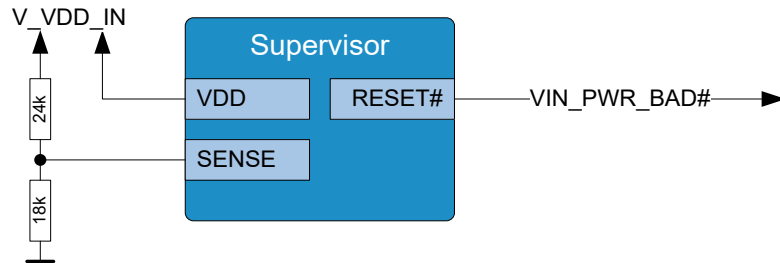 V_VDD_IN
Supervisor
VDD
RESET#
VIN_PWR_BAD#
24k
SENSE
18k